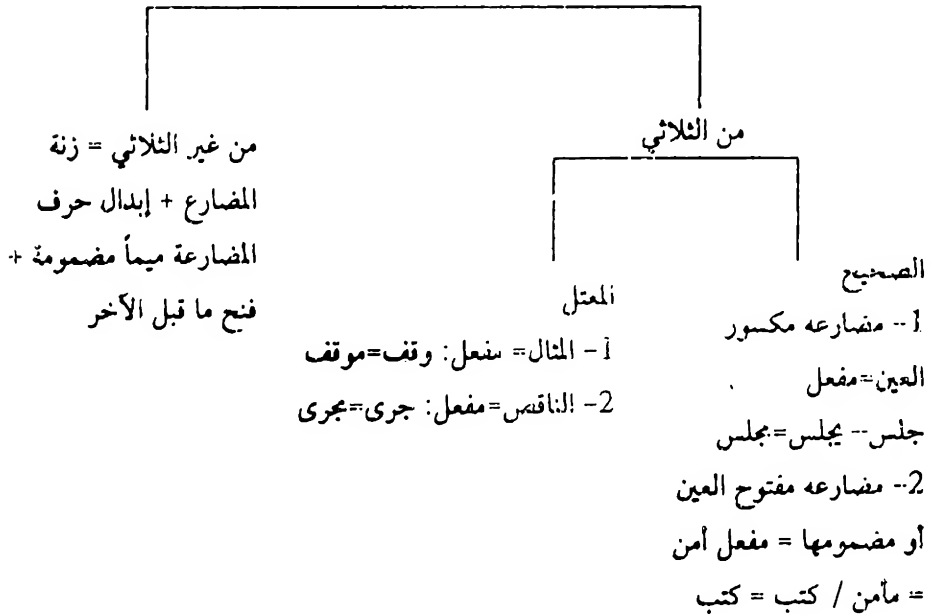 من الثلاثي
الصحيح
1- مضارعه مكسور
العين=مفعل
جلس- يجلس=مجلس
2- مضارعه مفتوح العين
أو مضمومها = مفعل أمن
= مأمن / كتب = كتب
المعتل
1- المثال= مفعل: وقف=موقف
2- الناقص=مفعل: جرى=مجرى
من غير الثلاثي = زنة
المضارع + إبدال حرف
المضارعة ميماً مضمومة +
فتح ما قبل الآخر